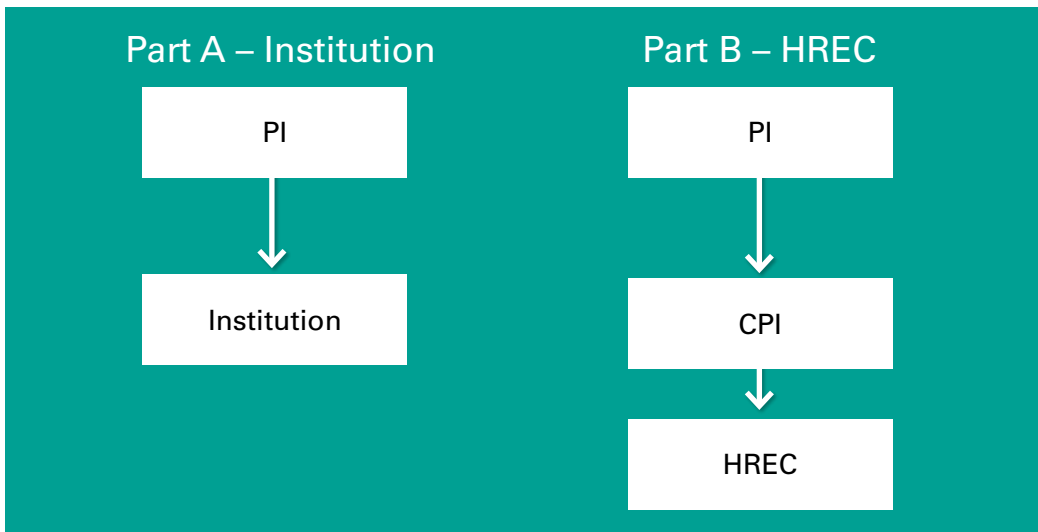 Part A – Institution
PI
Institution
Part B – HREC
PI
CPI
HREC